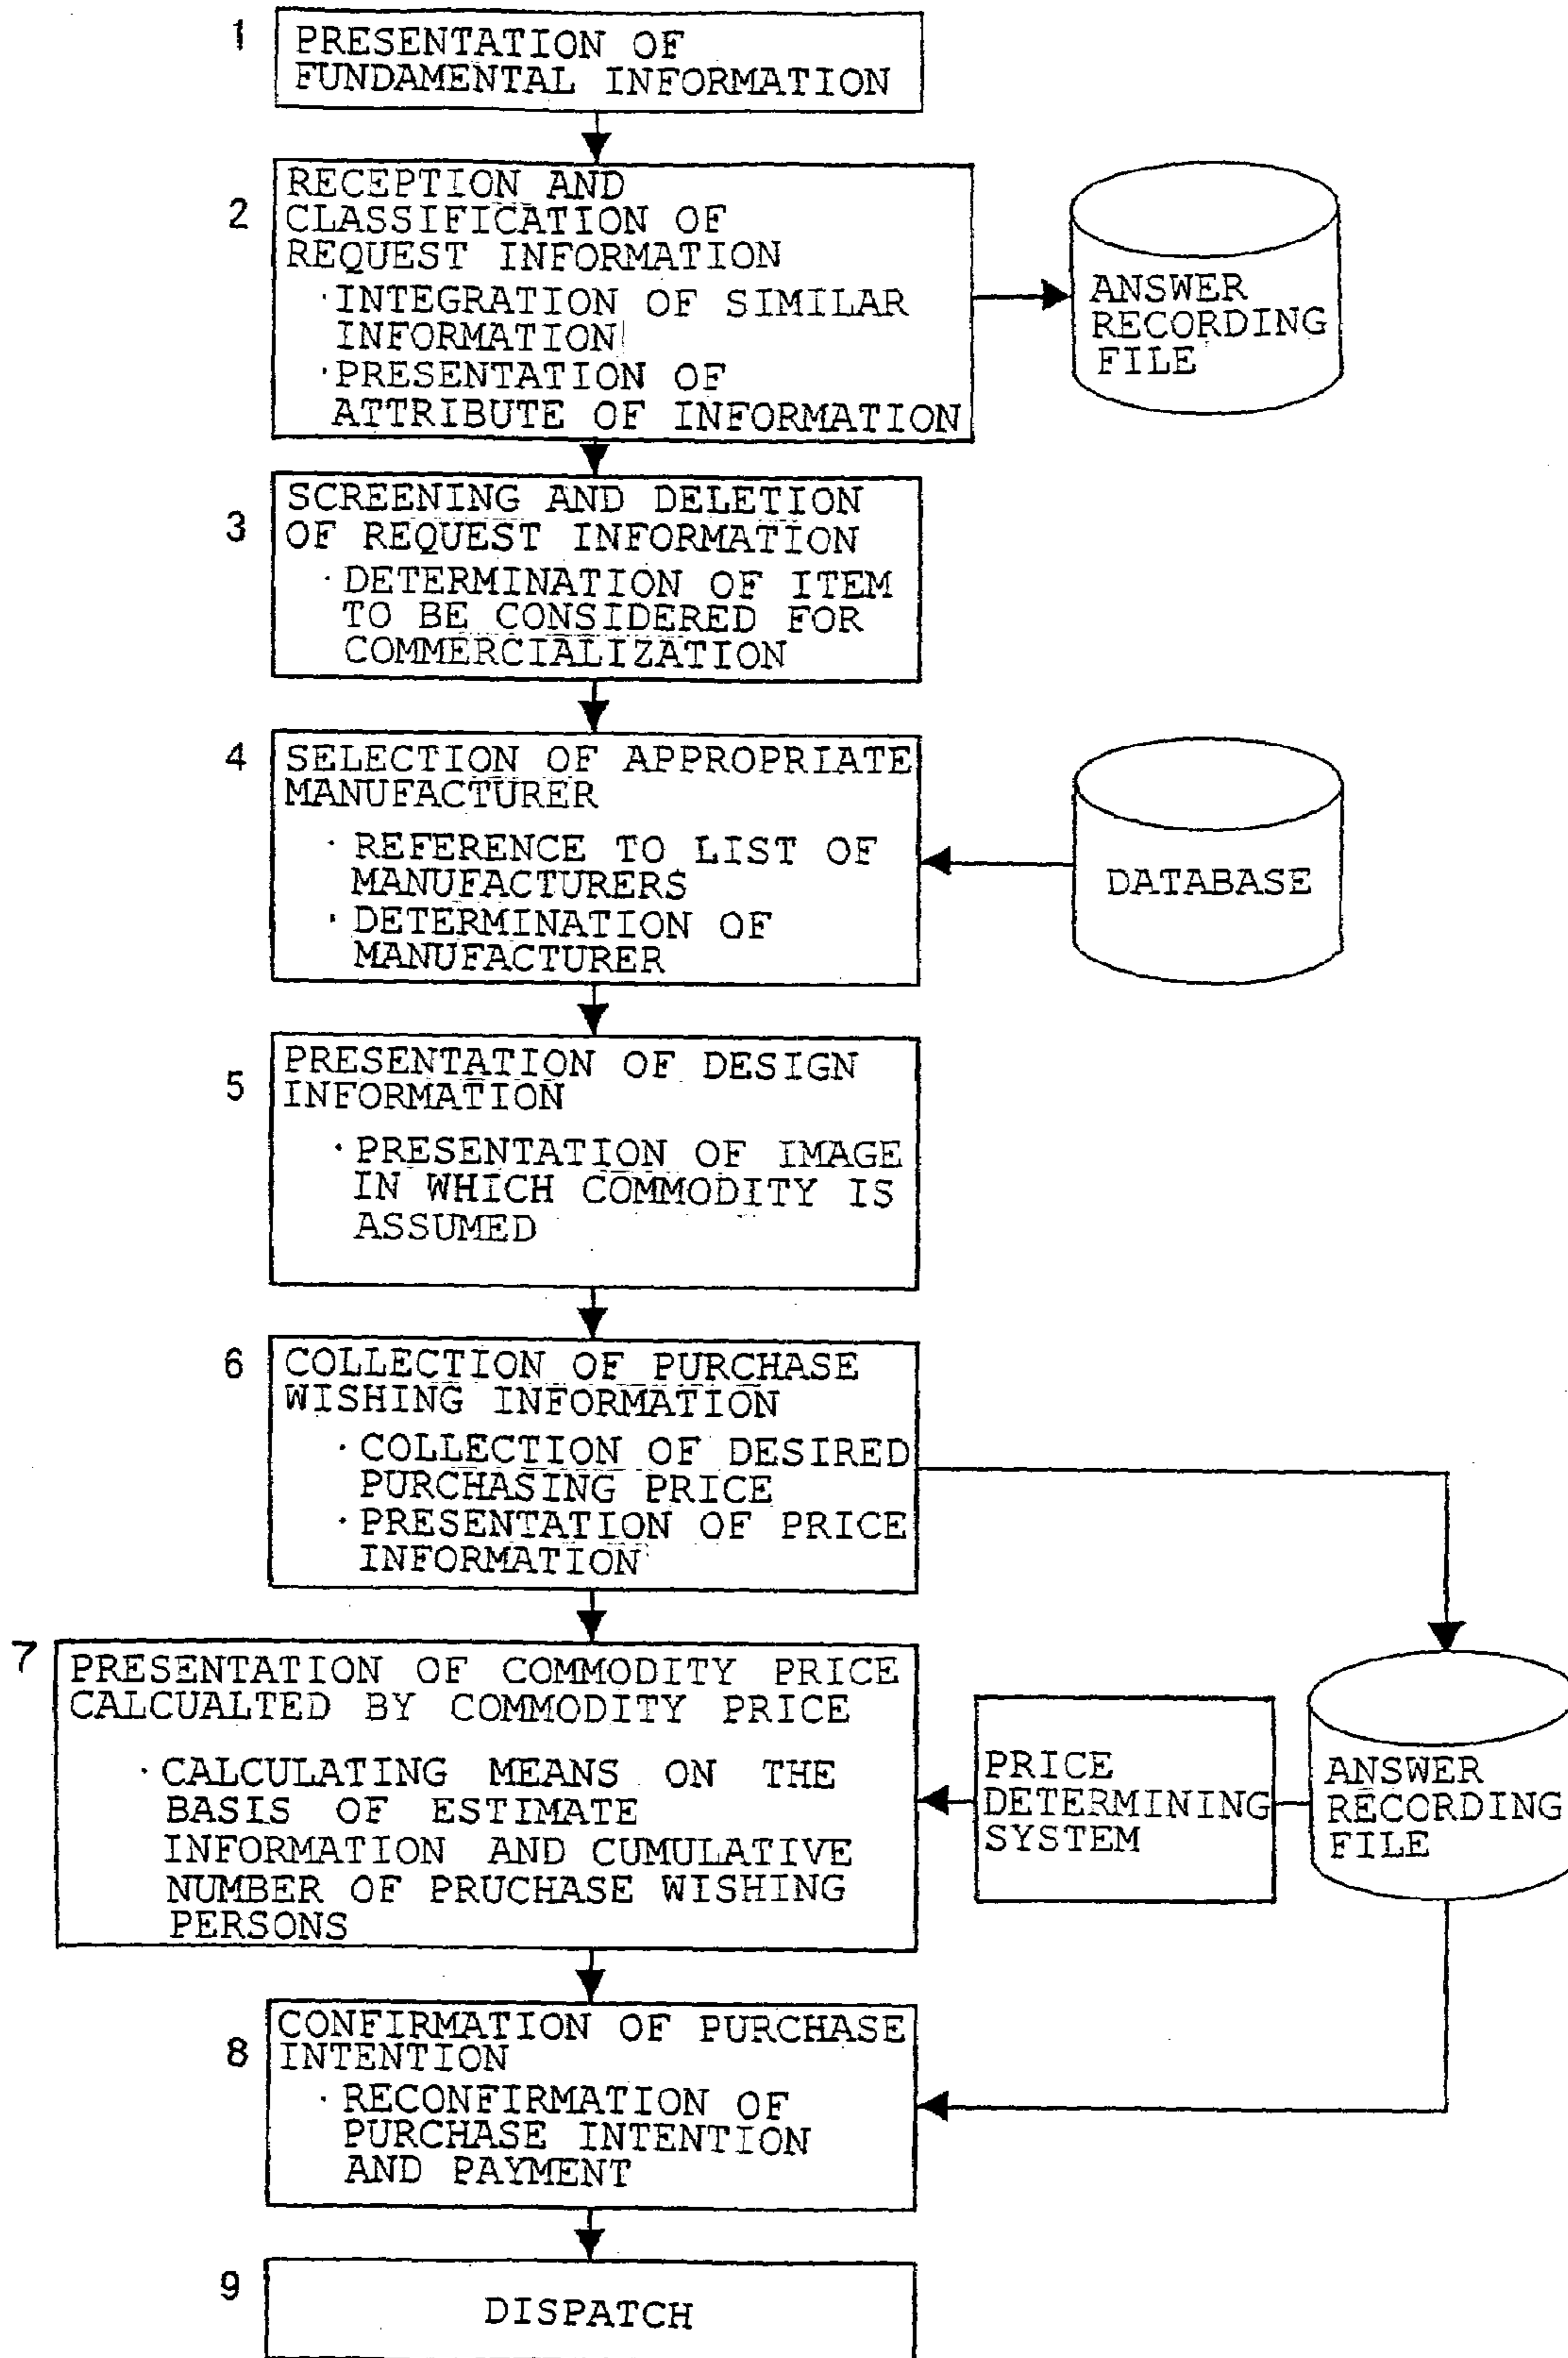 1
PRESENTATION OF
FUNDAMENTAL INFORMATION
2
RECEPTION AND
CLASSIFICATION OF
REQUEST INFORMATION
·INTEGRATION OF SIMILAR
INFORMATION
·PRESENTATION OF
ATTRIBUTE OF INFORMATION
ANSWER
RECORDING
FILE
3
SCREENING AND DELETION
OF REQUEST INFORMATION
·DETERMINATION OF ITEM
TO BE CONSIDERED FOR
COMMERCIALIZATION
4
SELECTION OF APPROPRIATE
MANUFACTURER
· REFERENCE TO LIST OF
MANUFACTURERS
· DETERMINATION OF
MANUFACTURER
DATABASE
5
PRESENTATION OF DESIGN
INFORMATION
·PRESENTATION OF IMAGE
IN WHICH COMMODITY IS
ASSUMED
6
COLLECTION OF PURCHASE
WISHING INFORMATION
·COLLECTION OF DESIRED
PURCHASING PRICE
·PRESENTATION OF PRICE
INFORMATION
7
PRESENTATION OF COMMODITY PRICE
CALCUALTED BY COMMODITY PRICE
·CALCULATING MEANS ON THE
BASIS OF ESTIMATE
INFORMATION AND CUMULATIVE
NUMBER OF PRUCHASE WISHING
PERSONS
PRICE
DETERMINING
SYSTEM
ANSWER
RECORDING
FILE
8
CONFIRMATION OF PURCHASE
INTENTION
·RECONFIRMATION OF
PURCHASE INTENTION
AND PAYMENT
9
DISPATCH